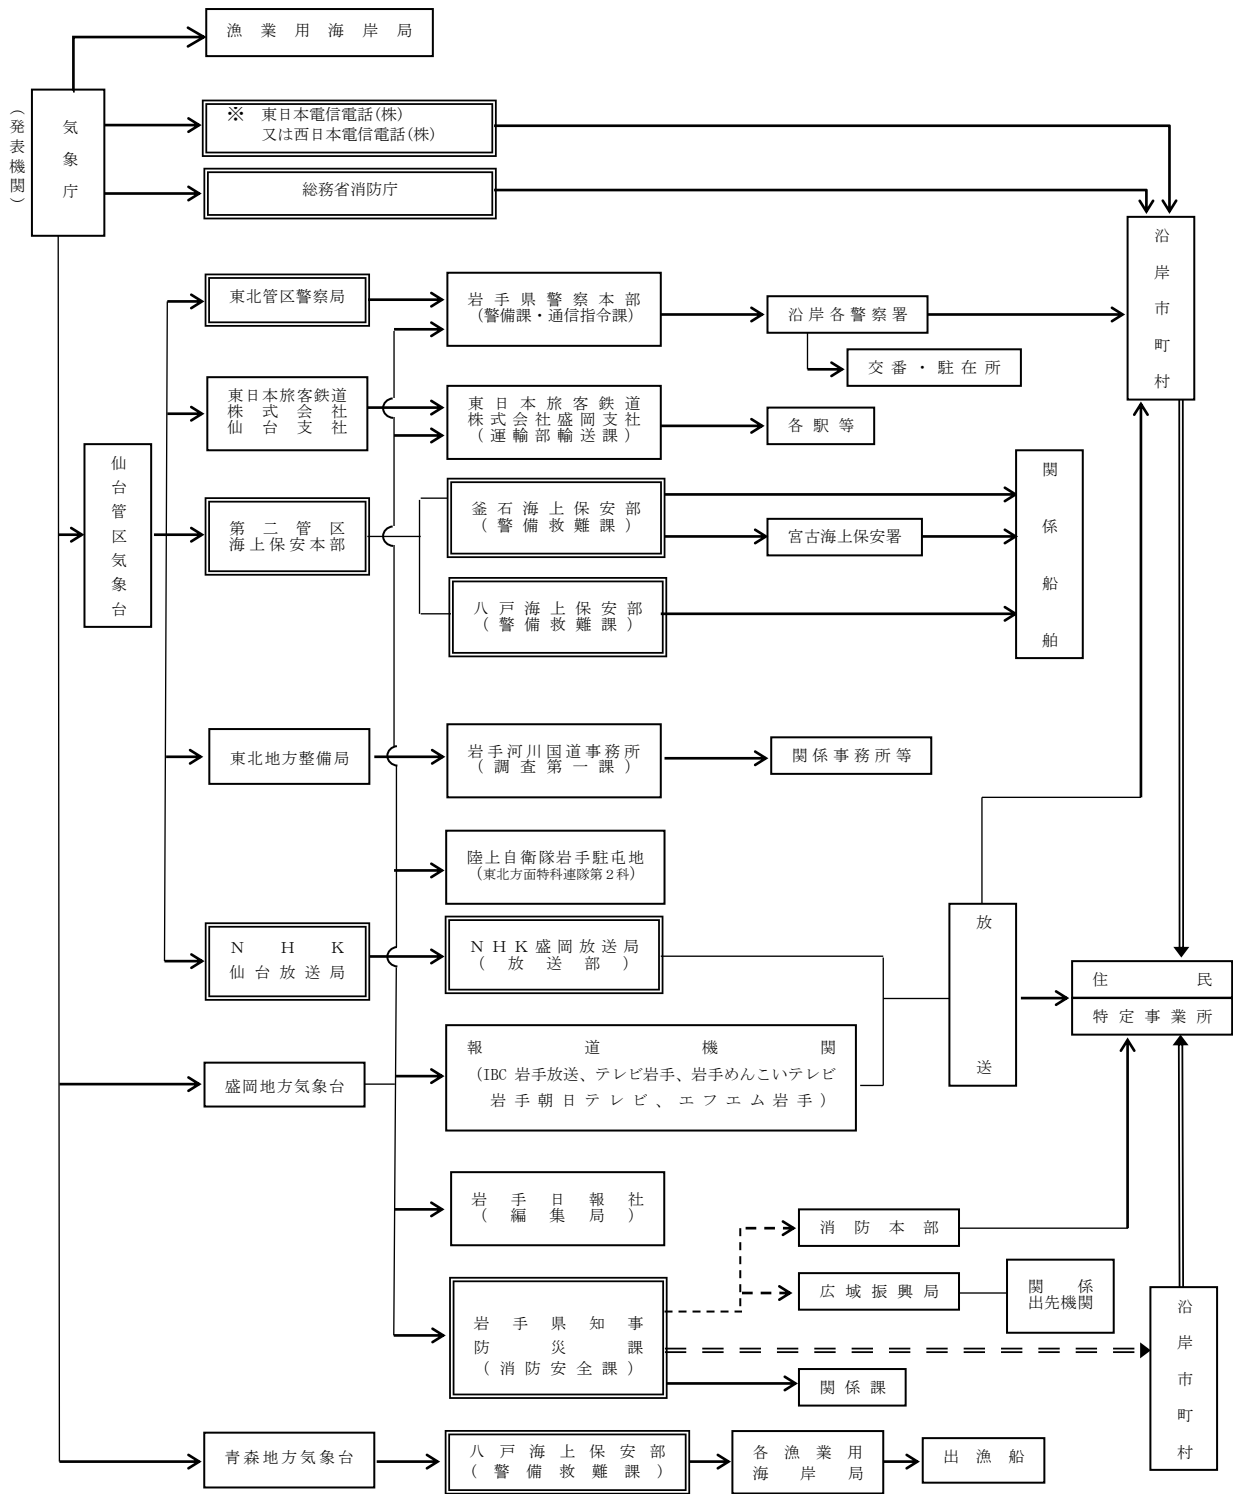 漁業用海岸局
（発表機関）
気象庁
※ 東日本電信電話(株)
又は西日本電信電話(株)
総務省消防庁
沿岸市町村
東北管区警察局
岩手県警察本部
(警備課・通信指令課)
沿岸各警察署
交番・駐在所
東日本旅客鉄道
株式会社
仙台支社
東日本旅客鉄道
株式会社盛岡支社
(運輸部輸送課)
各駅等
仙台管区気象台
第二管区
海上保安本部
釜石海上保安部
(警備救難課)
宮古海上保安署
関係船舶
八戸海上保安部
(警備救難課)
東北地方整備局
岩手河川国道事務所
(調査第一課)
関係事務所等
陸上自衛隊岩手駐屯地
(東北方面特科連隊第２科)
ＮＨＫ
仙台放送局
ＮＨＫ盛岡放送局
(放送部)
放送
住民
特定事業所
盛岡地方気象台
報道機関
(IBC 岩手放送、テレビ岩手、岩手めんこいテレビ
岩手朝日テレビ、エフエム岩手)
岩手日報社
(編集局)
消防本部
広域振興局
関係
出先機関
岩手県知事
防災課
(消防安全課)
関係課
沿岸市町村
青森地方気象台
八戸海上保安部
(警備救難課)
各漁業用
海岸局
出漁船